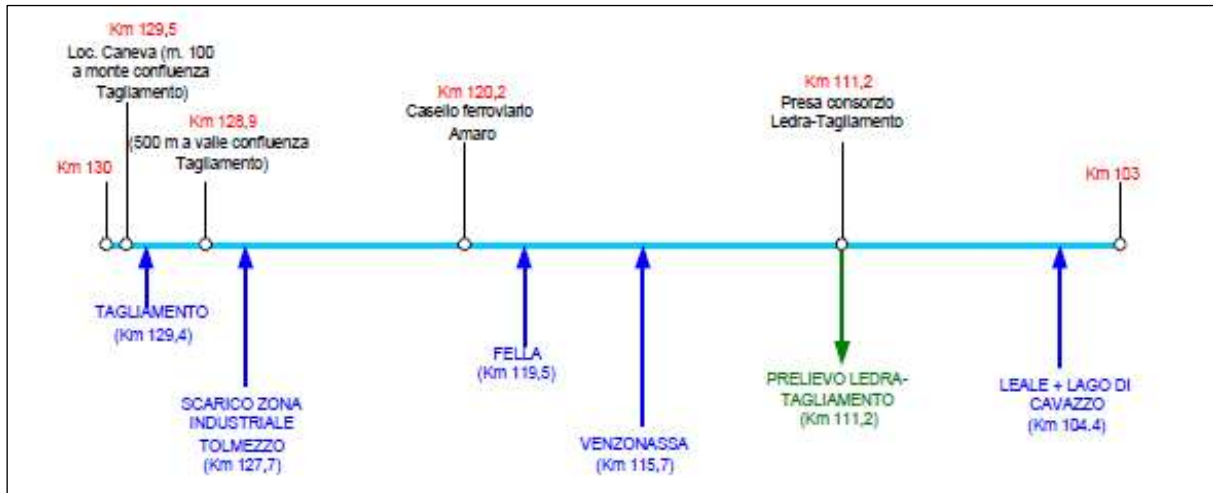 Km 129,5
Loc. Caneva (m. 100
a monte confluenza
Tagliamento)
Km 128,9
(500 m a valle confluenza
Tagliamento)
Km 130
Km 120,2
Casello ferroviario
Amaro
Km 111,2
Presa consorzio
Ledra-Tagliamento
Km 103
TAGLIAMENTO
(Km 129,4)
SCARICO ZONA
INDUSTRIALE
TOLMEZZO
(Km 127,7)
FELLA
(Km 119,5)
VENZONASSA
(Km 115,7)
PRELIEVO LEDRA-
TAGLIAMENTO
(Km 111,2)
LEALE + LAGO DI
CAVAZZO
(Km 104.4)